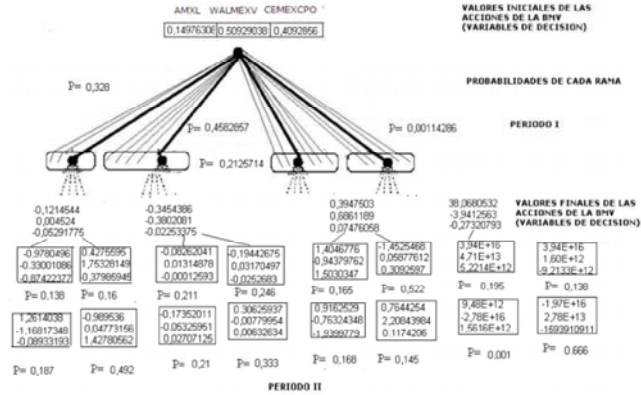 AMXL WALMEXV CEMEXCPO
VALORES INICIALES DE LAS
ACCIONES DE LA BMV
(VARIABLES DE DECISION)
0,1497630E 0,50929038 0,4092856
P= 0,328
PROBABILIDADES DE CADA RAMA
P= 0,4582857
P= 0,00114286
PERIODO I
P= 0,2125714
-0,1214544
0,004524
-0,05291775
-0,3454386
-0,3802081
-0,02253375
0,3947503
0,6861189
0,07476058
38,0680532
-3,9412563
-0,27320793
VALORES FINALES DE LAS
ACCIONES DE LA BMV
(VARIABLES DE DECISION)
-0,9780496
-0,33001086
-0,87422377
0,4275595
1,75328149
-0,37985945
-0,08262041
0,01314878
-0,00012593
-0,19442675
0,03170497
-0,0252683
1,4046776
-0,94379762
1,5030347
-1,4525468
0,05877612
0,3092597
3,94E+16
4,71E+13
5,2214E+12
3,94E+16
1,60E+12
-9,2133E+12
P= 0,138
P= 0,16
P= 0,211
P= 0,246
P= 0,165
P= 0,522
P= 0,195
P= 0,138
1,2614038
-1,16817348
-0,08933193
-0,989536
0,04773156
1,42780562
-0,17352011
-0,05325951
0,02707125
0,30625937
-0,00779954
0,00632634
0,9162529
-0,76324348
-1,9399779
0,7644254
2,20843984
0.1174206
9,48E+12
-2,78E+16
1,5616E+12
-1,97E+16
2,78E+13
-1693910911
P= 0,187
P= 0,492
P= 0,21
P= 0,333
P= 0,168
P= 0,145
P= 0,001
P= 0.666
PERIODO II